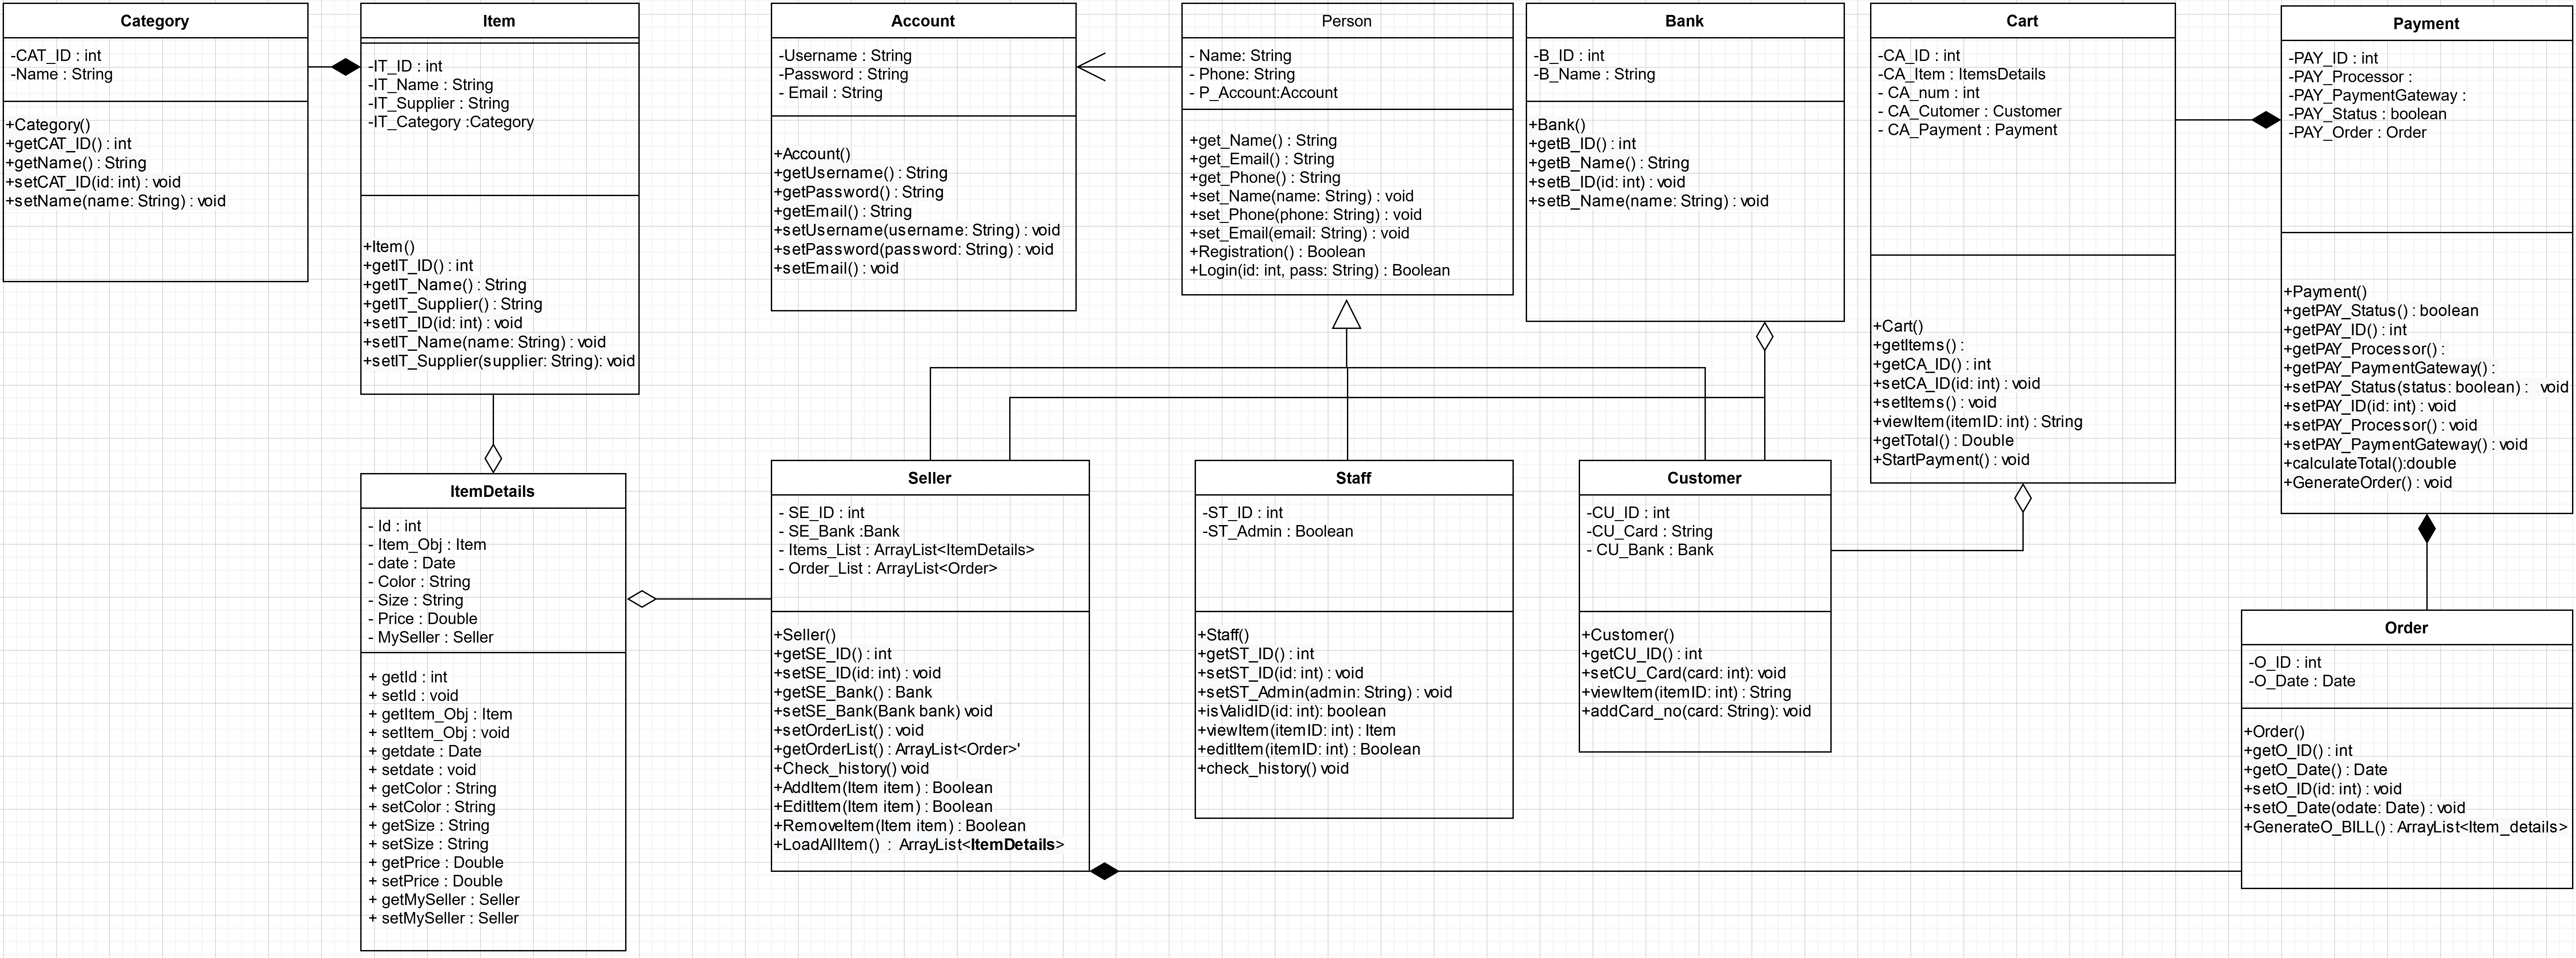 Category
-CAT_ID : int
-Name : String
+Category()
+getCAT_ID() : int
+getName() : String
+setCAT_ID(id: int) : void
+setName(name: String) : void
Item
-IT_ID : int
-IT_Name : String
-IT_Supplier : String
-IT_Category :Category
+Item()
+getIT_ID() : int
+getIT_Name() : String
+getIT_Supplier() : String
+setIT_ID(id: int) : void
+setIT_Name(name: String) : void
+setIT_Supplier(supplier: String): void
Account
-Username : String
-Password : String
- Email : String
+Account()
+getUsername() : String
+getPassword() : String
+getEmail() : String
+setUsername(username: String) : void
+setPassword(password: String) : void
+setEmail() : void
Person
- Name: String
- Phone: String
- P_Account:Account
+get_Name() : String
+get_Email() : String
+get_Phone() : String
+set_Name(name: String) : void
+set_Phone(phone: String) : void
+set_Email(email: String) : void
+Registration() : Boolean
+Login(id: int, pass: String) : Boolean
Bank
-B_ID : int
-B_Name : String
+Bank()
+getB_ID() : int
+getB_Name() : String
+setB_ID(id: int) : void
+setB_Name(name: String) : void
Cart
-CA_ID : int
-CA_Item : ItemsDetails
- CA_num : int
- CA_Cutomer : Customer
- CA_Payment : Payment
+Cart()
+getItems() :
+getCA_ID() : int
+setCA_ID(id: int) : void
+setItems() : void
+viewItem(itemID: int) : String
+getTotal() : Double
+StartPayment() : void
Payment
-PAY_ID : int
-PAY_Processor :
-PAY_PaymentGateway :
-PAY_Status : boolean
-PAY_Order : Order
+Payment()
+getPAY_Status() : boolean
+getPAY_ID() : int
+getPAY_Processor() :
+getPAY_PaymentGateway() :
+setPAY_Status(status: boolean) : void
+setPAY_ID(id: int) : void
+setPAY_Processor() : void
+setPAY_PaymentGateway() : void
+calculateTotal():double
+GenerateOrder() : void
ItemDetails
- Id : int
- Item_Obj : Item
- date : Date
- Color : String
- Size : String
- Price : Double
- MySeller : Seller
+ getId : int
+ setId : void
+ getItem_Obj : Item
+ setItem_Obj : void
+ getdate : Date
+ setdate : void
+ getColor : String
+ setColor : String
+ getSize : String
+ setSize : String
+ getPrice : Double
+ setPrice : Double
+ getMySeller : Seller
+ setMySeller : Seller
Seller
- SE_ID : int
- SE_Bank :Bank
- Items_List : ArrayList<ItemDetails>
- Order_List : ArrayList<Order>
+Seller()
+getSE_ID() : int
+setSE_ID(id: int) : void
+getSE_Bank() : Bank
+setSE_Bank(Bank bank) void
+setOrderList() : void
+getOrderList() : ArrayList<Order>'
+Check_history() void
+AddItem(Item item) : Boolean
+EditItem(Item item) : Boolean
+RemoveItem(Item item) : Boolean
+LoadAllItem() : ArrayList<ItemDetails>
Staff
-ST_ID : int
-ST_Admin : Boolean
+Staff()
+getST_ID() : int
+setST_ID(id: int) : void
+setST_Admin(admin: String) : void
+isValidID(id: int): boolean
+viewItem(itemID: int) : Item
+editItem(itemID: int) : Boolean
+check_history() void
Customer
-CU_ID : int
-CU_Card : String
- CU_Bank : Bank
+Customer()
+getCU_ID() : int
+setCU_Card(card: int): void
+viewItem(itemID: int) : String
+addCard_no(card: String): void
Order
-O_ID : int
-O_Date : Date
+Order()
+getO_ID() : int
+getO_Date() : Date
+setO_ID(id: int) : void
+setO_Date(odate: Date) : void
+GenerateO_BILL() : ArrayList<Item_details>